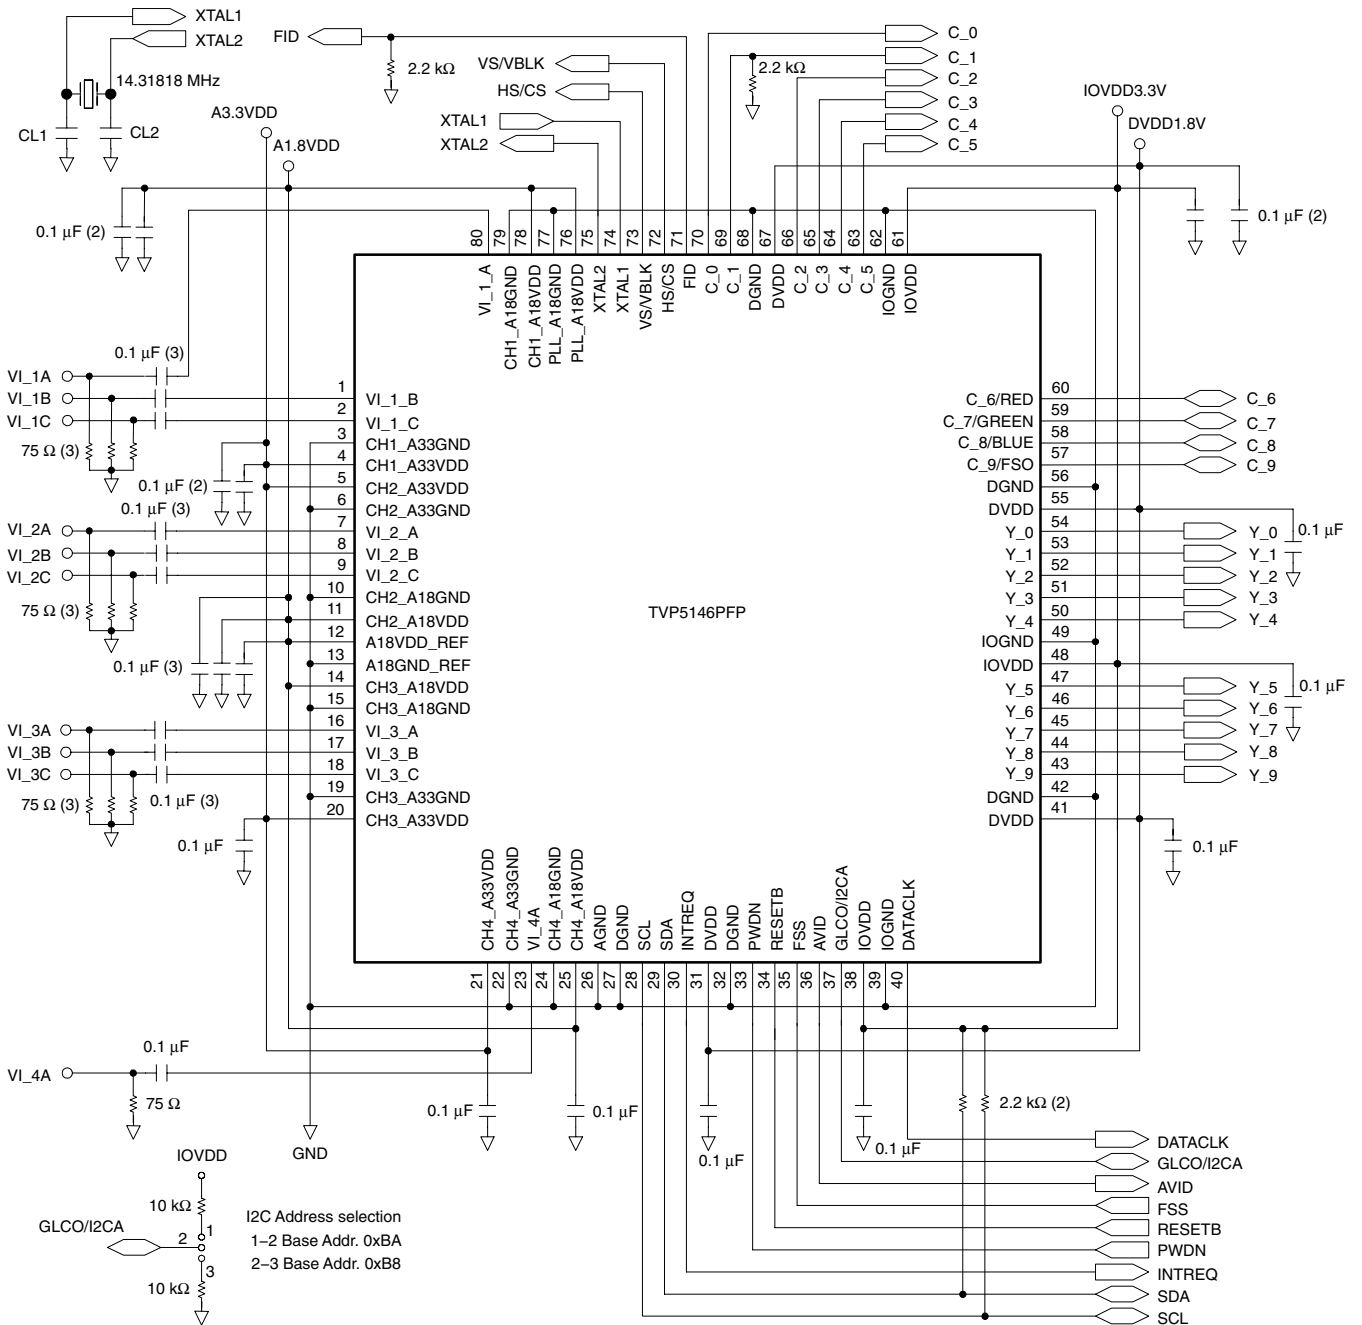 XTAL1
XTAL2
14.31818 MHz
CL1
CL2
FID
2.2 kΩ
VS/VBLK
HS/CS
XTAL1
XTAL2
C_0
C_1
2.2 kΩ
C_2
C_3
C_4
C_5
IOVDD3.3V
DVDD1.8V
A3.3VDD
A1.8VDD
0.1 µF (2)
0.1 µF (2)
80
79
78
77
76
75
74
73
72
71
70
69
68
67
66
65
64
63
62
61
VI_1_A
CH1_A18GND
CH1_A18VDD
PLL_A18GND
PLL_A18VDD
XTAL2
XTAL1
VS/VBLK
HS/CS
FID
C_0
C_1
DGND
DVDD
C_2
C_3
C_4
C_5
IOGND
IOVDD
0.1 µF (3)
VI_1A
VI_1B
VI_1C
75 Ω (3)
0.1 µF (2)
0.1 µF (3)
VI_2A
VI_2B
VI_2C
75 Ω (3)
0.1 µF (3)
VI_3A
VI_3B
VI_3C
75 Ω (3)
0.1 µF (3)
0.1 µF
1 VI_1_B
2 VI_1_C
3 CH1_A33GND
4 CH1_A33VDD
5 CH2_A33VDD
6 CH2_A33GND
7 VI_2_A
8 VI_2_B
9 VI_2_C
10 CH2_A18GND
11 CH2_A18VDD
12 A18VDD_REF
13 A18GND_REF
14 CH3_A18VDD
15 CH3_A18GND
16 VI_3_A
17 VI_3_B
18 VI_3_C
19 CH3_A33GND
20 CH3_A33VDD
TVP5146PFP
C_6/RED 60 C_6
C_7/GREEN 59 C_7
C_8/BLUE 58 C_8
C_9/FSO 57 C_9
DGND 56
DVDD 55
Y_0 54 Y_0
0.1 µF
Y_1 53 Y_1
Y_2 52 Y_2
Y_3 51 Y_3
Y_4 50 Y_4
IOGND 49
IOVDD 48
Y_5 47 Y_5
0.1 µF
Y_6 46 Y_6
Y_7 45 Y_7
Y_8 44 Y_8
Y_9 43 Y_9
DGND 42
DVDD 41
0.1 µF
CH4_A33VDD
CH4_A33GND
VI_4A
CH4_A18GND
CH4_A18VDD
AGND
DGND
SCL
SDA
INTREQ
DVDD
DGND
PWDN
RESETB
FSS
AVID
GLCO/I2CA
IOVDD
IOGND
DATACLK
21
22
23
24
25
26
27
28
29
30
31
32
33
34
35
36
37
38
39
40
VI_4A
0.1 µF
75 Ω
GND
0.1 µF
0.1 µF
0.1 µF
0.1 µF
2.2 kΩ (2)
DATACLK
GLCO/I2CA
AVID
FSS
RESETB
PWDN
INTREQ
SDA
SCL
IOVDD
10 kΩ
GLCO/I2CA
1
2
3
10 kΩ
I2C Address selection
1–2 Base Addr. 0xBA
2–3 Base Addr. 0xB8